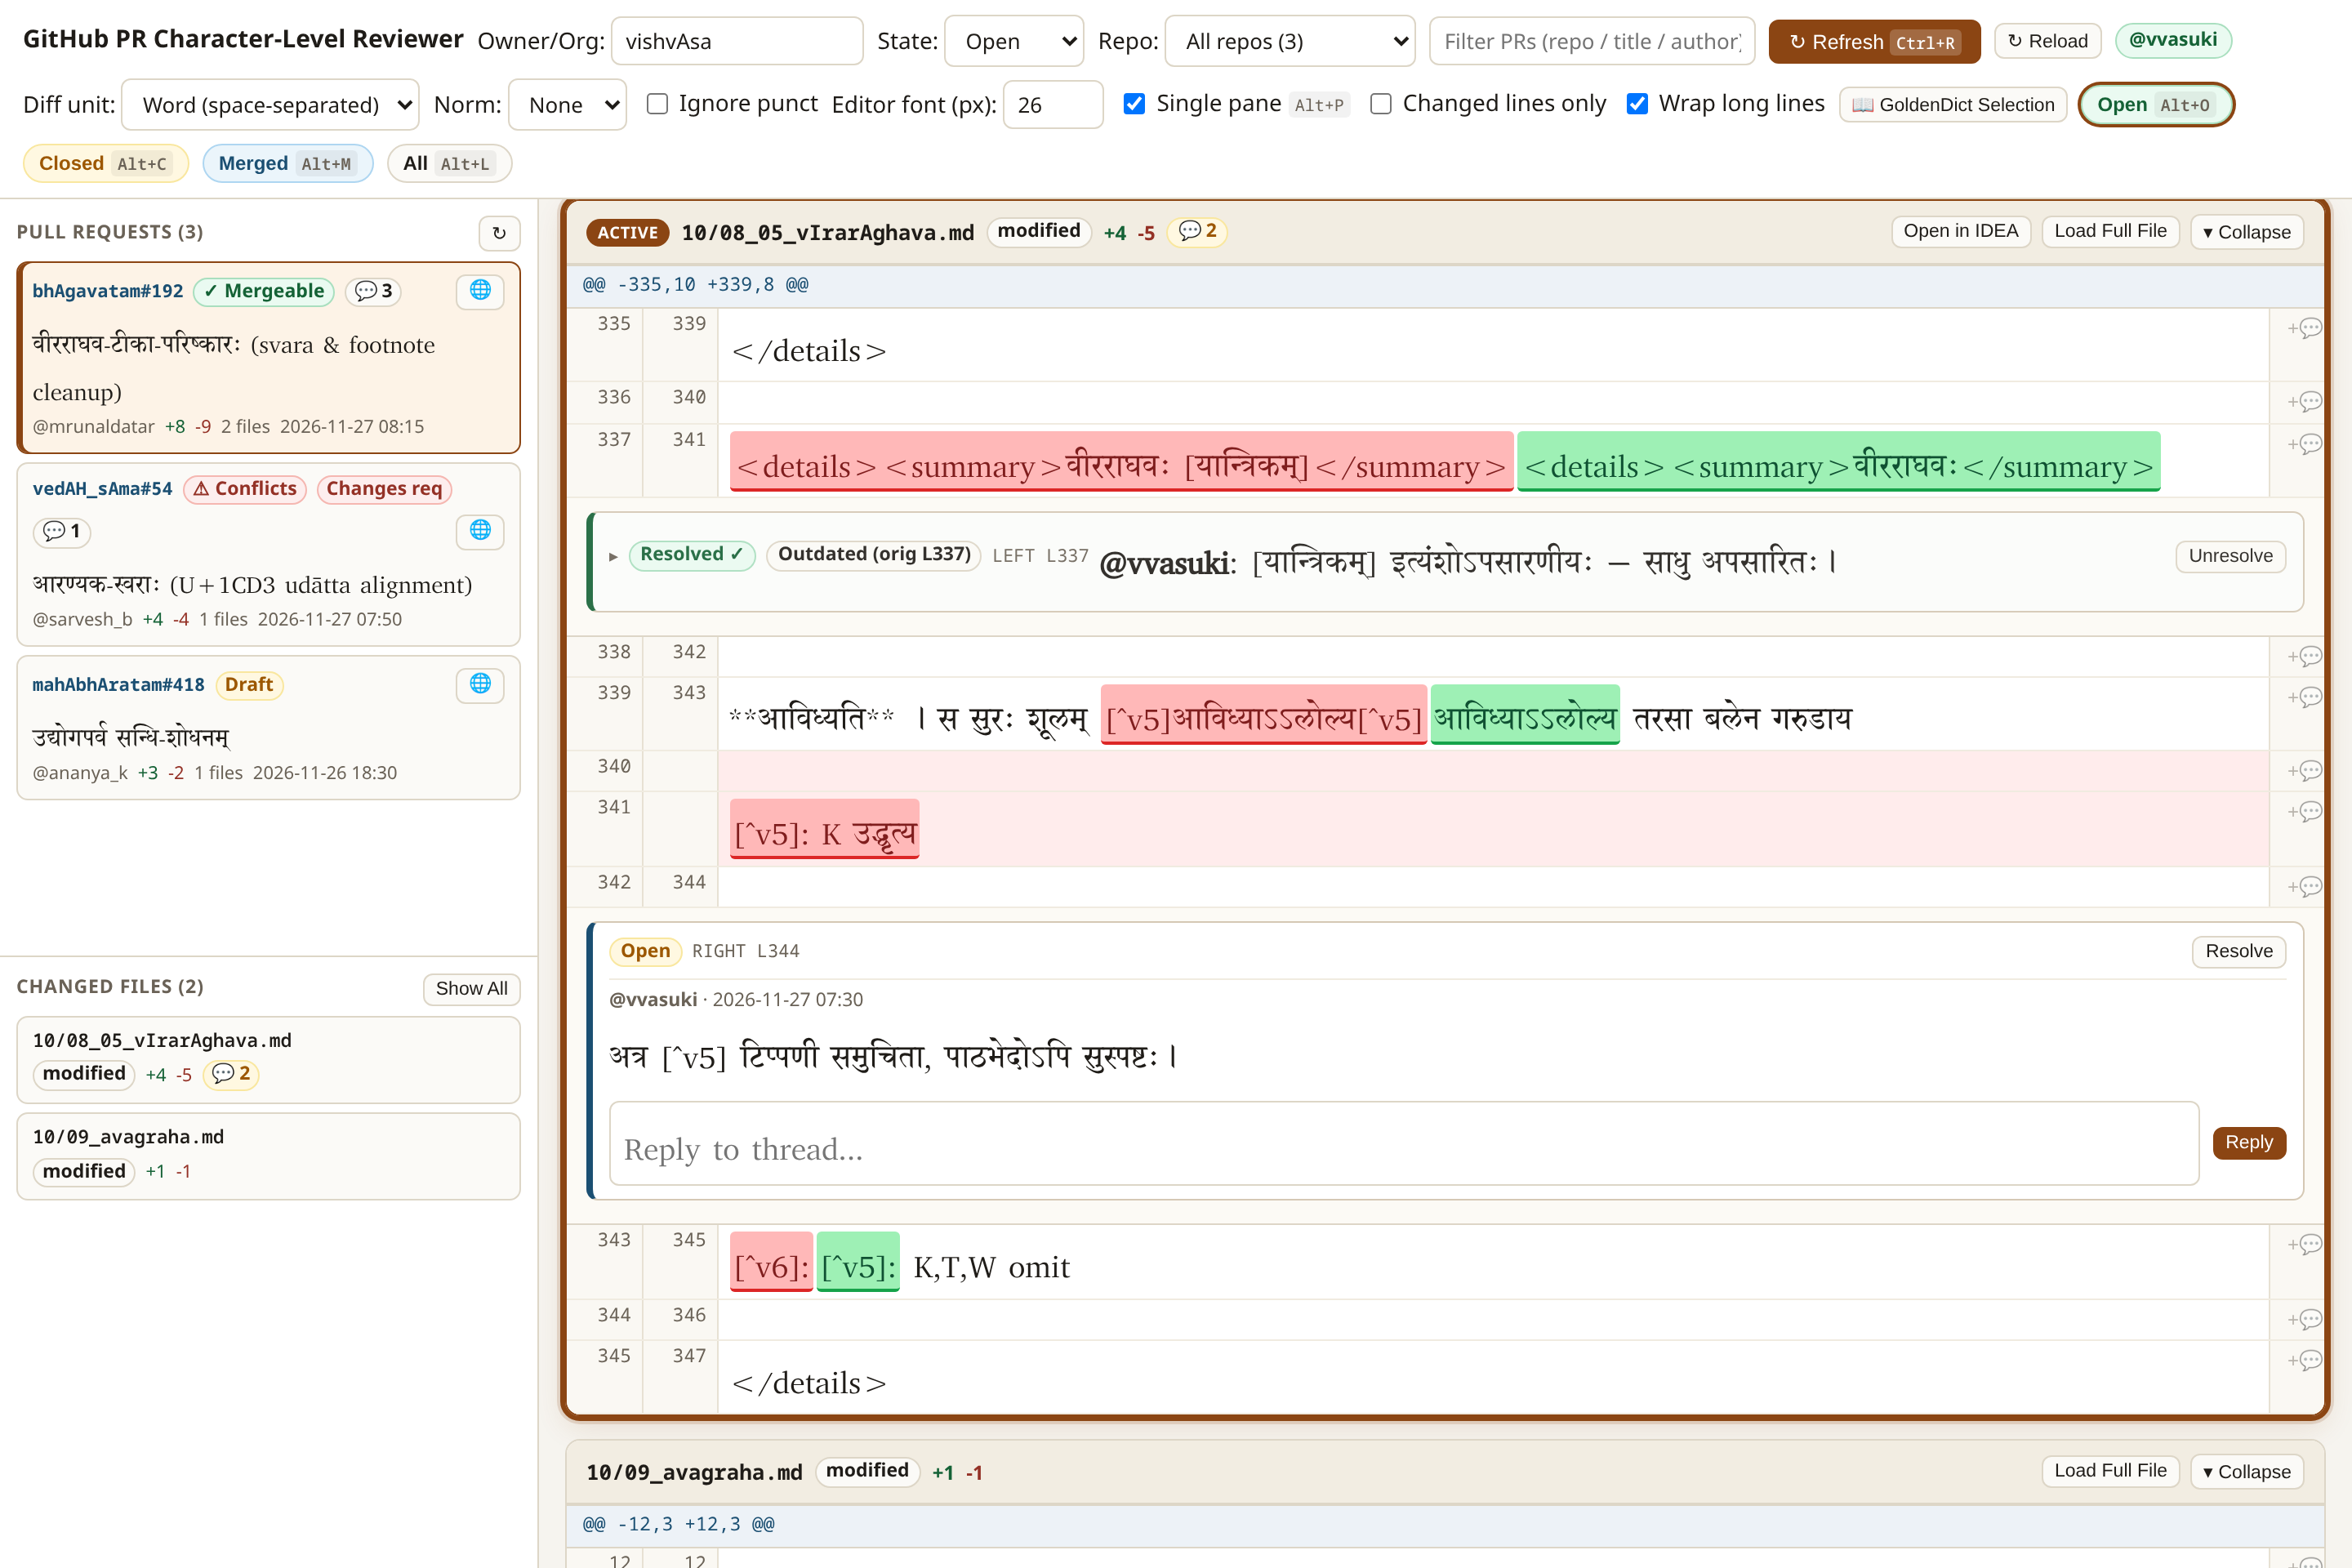 GitHub PR Character-Level Reviewer Owner/Org: vishvAsa State: Open Repo: All repos (3) Filter PRs (repo / title / author) ↻ Refresh Ctrl+R ↻ Reload @vvasuki
Diff unit: Word (space-separated) Norm: None Ignore punct Editor font (px): 26 Single pane Alt+P Changed lines only Wrap long lines 📖 GoldenDict Selection Open Alt+O
Closed Alt+C Merged Alt+M All Alt+L
PULL REQUESTS (3) ↻
bhAgavatam#192 ✓ Mergeable 💬 3 🌐
वीरराघव-टीका-परिष्कारः (svara & footnote
cleanup)
@mrunaldatar +8 -9 2 files 2026-11-27 08:15
vedAH_sAma#54 ⚠ Conflicts Changes req
💬 1 🌐
आरण्यक-स्वराः (U+1CD3 udātta alignment)
@sarvesh_b +4 -4 1 files 2026-11-27 07:50
mahAbhAratam#418 Draft 🌐
उद्योगपर्व सन्धि-शोधनम्
@ananya_k +3 -2 1 files 2026-11-26 18:30
CHANGED FILES (2) Show All
10/08_05_vIrarAghava.md
modified +4 -5 💬 2
10/09_avagraha.md
modified +1 -1
ACTIVE 10/08_05_vIrarAghava.md modified +4 -5 💬 2 Open in IDEA Load Full File ▾ Collapse
@@ -335,10 +339,8 @@
335 339 </details> +💬
336 340 +💬
337 341 <details><summary>वीरराघवः [यान्त्रिकम्]</summary> <details><summary>वीरराघवः</summary> +💬
▸ Resolved ✓ Outdated (orig L337) LEFT L337 @vvasuki: [यान्त्रिकम्] इत्यंशोऽपसारणीयः — साधु अपसारितः। Unresolve
338 342 +💬
339 343 **आविध्यति** । स सुरः शूलम् [^v5]आविध्याऽऽलोल्य[^v5] आविध्याऽऽलोल्य तरसा बलेन गरुडाय +💬
340 +💬
341 [^v5]: K उद्धृत्य +💬
342 344 +💬
Open RIGHT L344 Resolve
@vvasuki · 2026-11-27 07:30
अत्र [^v5] टिप्पणी समुचिता, पाठभेदोऽपि सुस्पष्टः।
Reply to thread... Reply
343 345 [^v6]: [^v5]: K,T,W omit +💬
344 346 +💬
345 347 </details> +💬
10/09_avagraha.md modified +1 -1 Load Full File ▾ Collapse
@@ -12,3 +12,3 @@
12 12 +💬